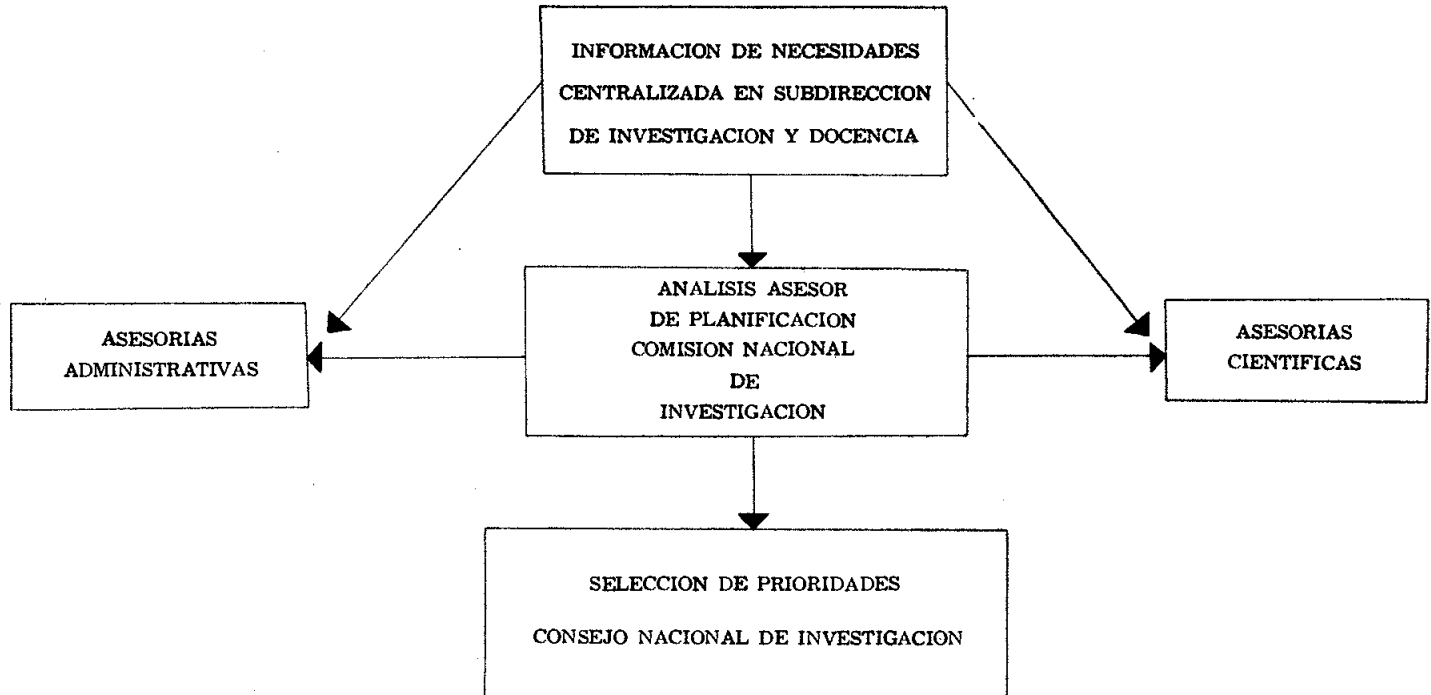 INFORMACION DE NECESIDADES
CENTRALIZADA EN SUBDIRECCION
DE INVESTIGACION Y DOCENCIA
ANALISIS ASESOR
DE PLANIFICACION
COMISION NACIONAL
DE
INVESTIGACION
ASESORIAS
ADMINISTRATIVAS
ASESORIAS
CIENTIFICAS
SELECCION DE PRIORIDADES
CONSEJO NACIONAL DE INVESTIGACION